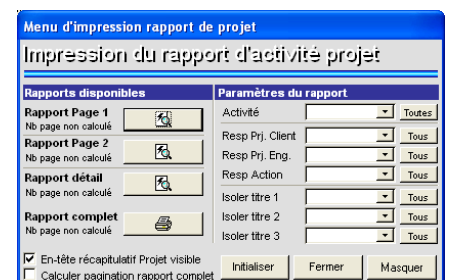 Menu d'impression rapport de projet
Impression du rapport d'activité projet
Rapports disponibles
Rapport Page 1
Nb page non calculé
Rapport Page 2
Nb page non calculé
Rapport détail
Nb page non calculé
Rapport complet
Nb page non calculé
En-tête récapitulatif Projet visible
Calculer pagination rapport complet
Paramètres du rapport
Activité Toutes
Resp Prj. Client Tous
Resp Prj. Eng. Tous
Resp Action Tous
Isoler titre 1 Tous
Isoler titre 2 Tous
Isoler titre 3 Tous
Initialiser Fermer Masquer